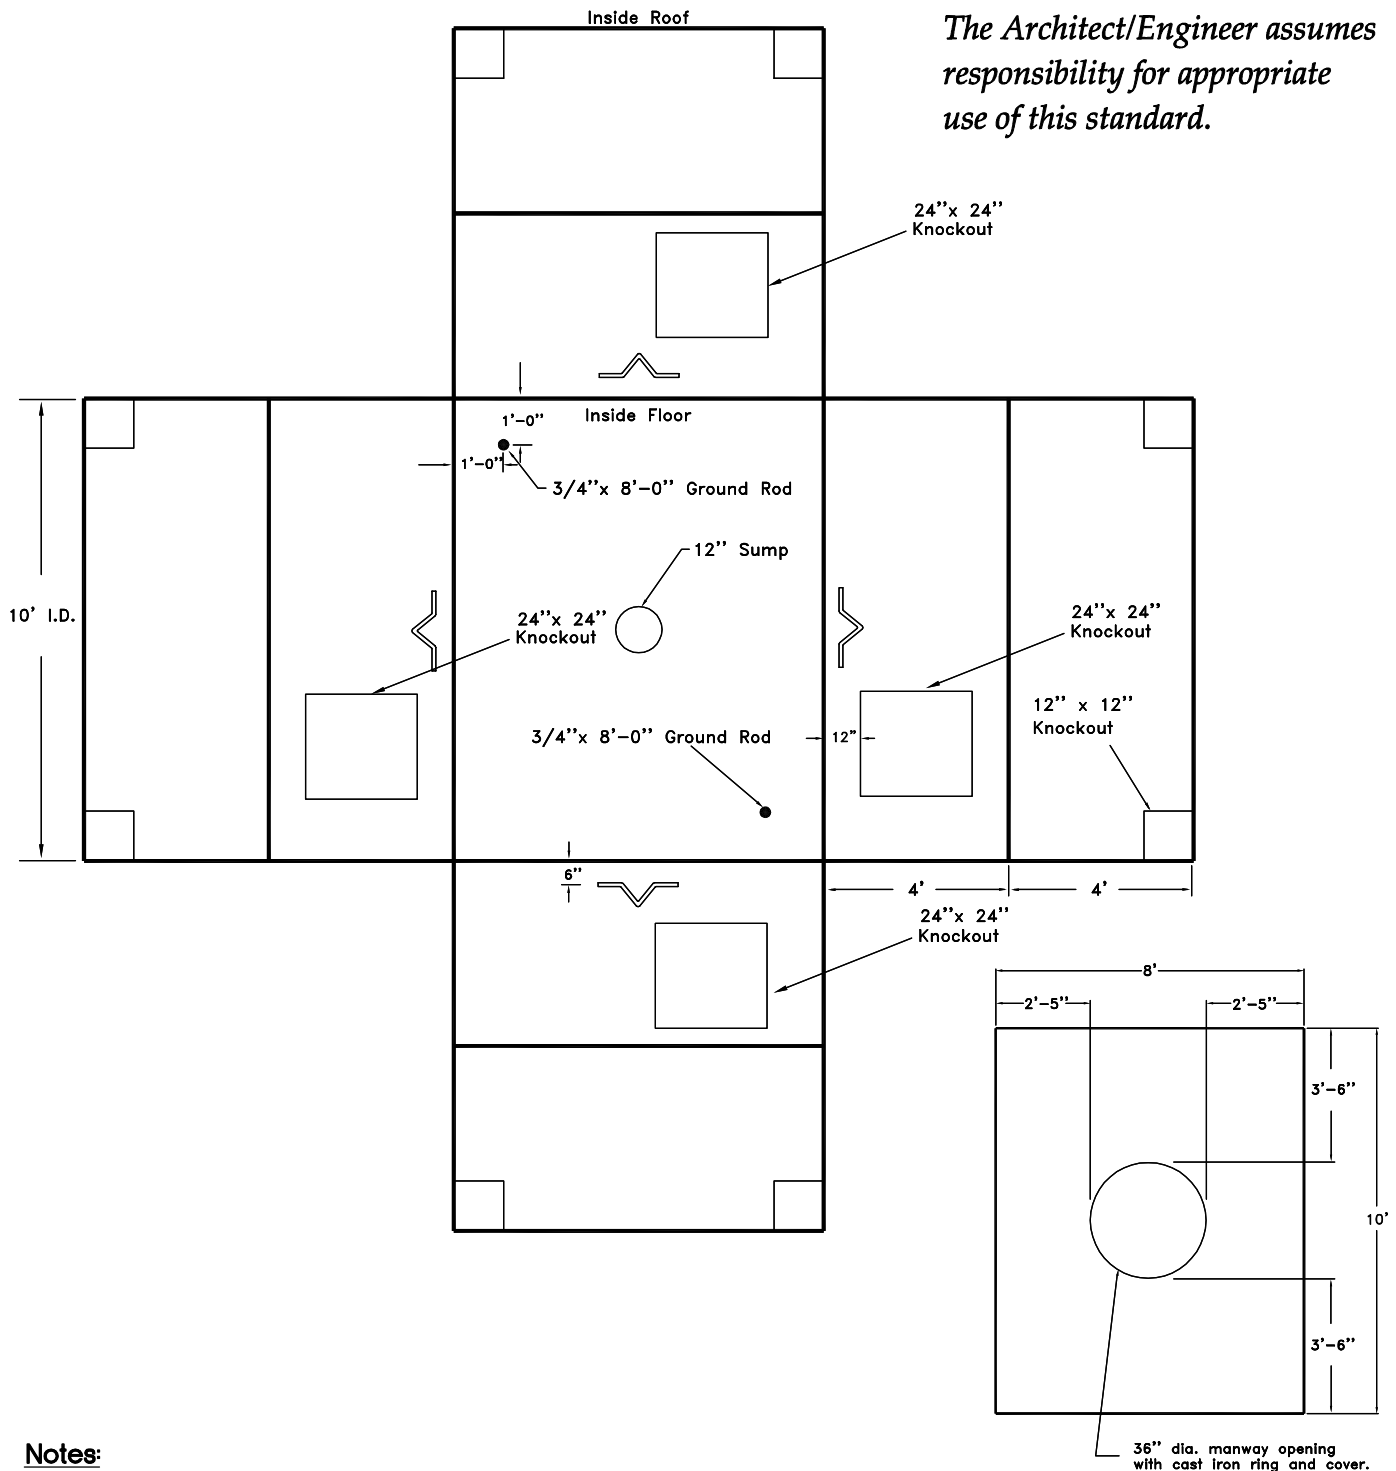 Inside Roof
The Architect/Engineer assumes
responsibility for appropriate
use of this standard.
24"x 24"
Knockout
1'-0"
Inside Floor
1'-0"
3/4"x 8'-0" Ground Rod
12" Sump
10' I.D.
24"x 24"
Knockout
24"x 24"
Knockout
12" x 12"
Knockout
3/4"x 8'-0" Ground Rod
12"
6"
4'
4'
24"x 24"
Knockout
8'
2'-5"
2'-5"
3'-6"
10'
3'-6"
36" dia. manway opening
with cast iron ring and cover.
Notes: